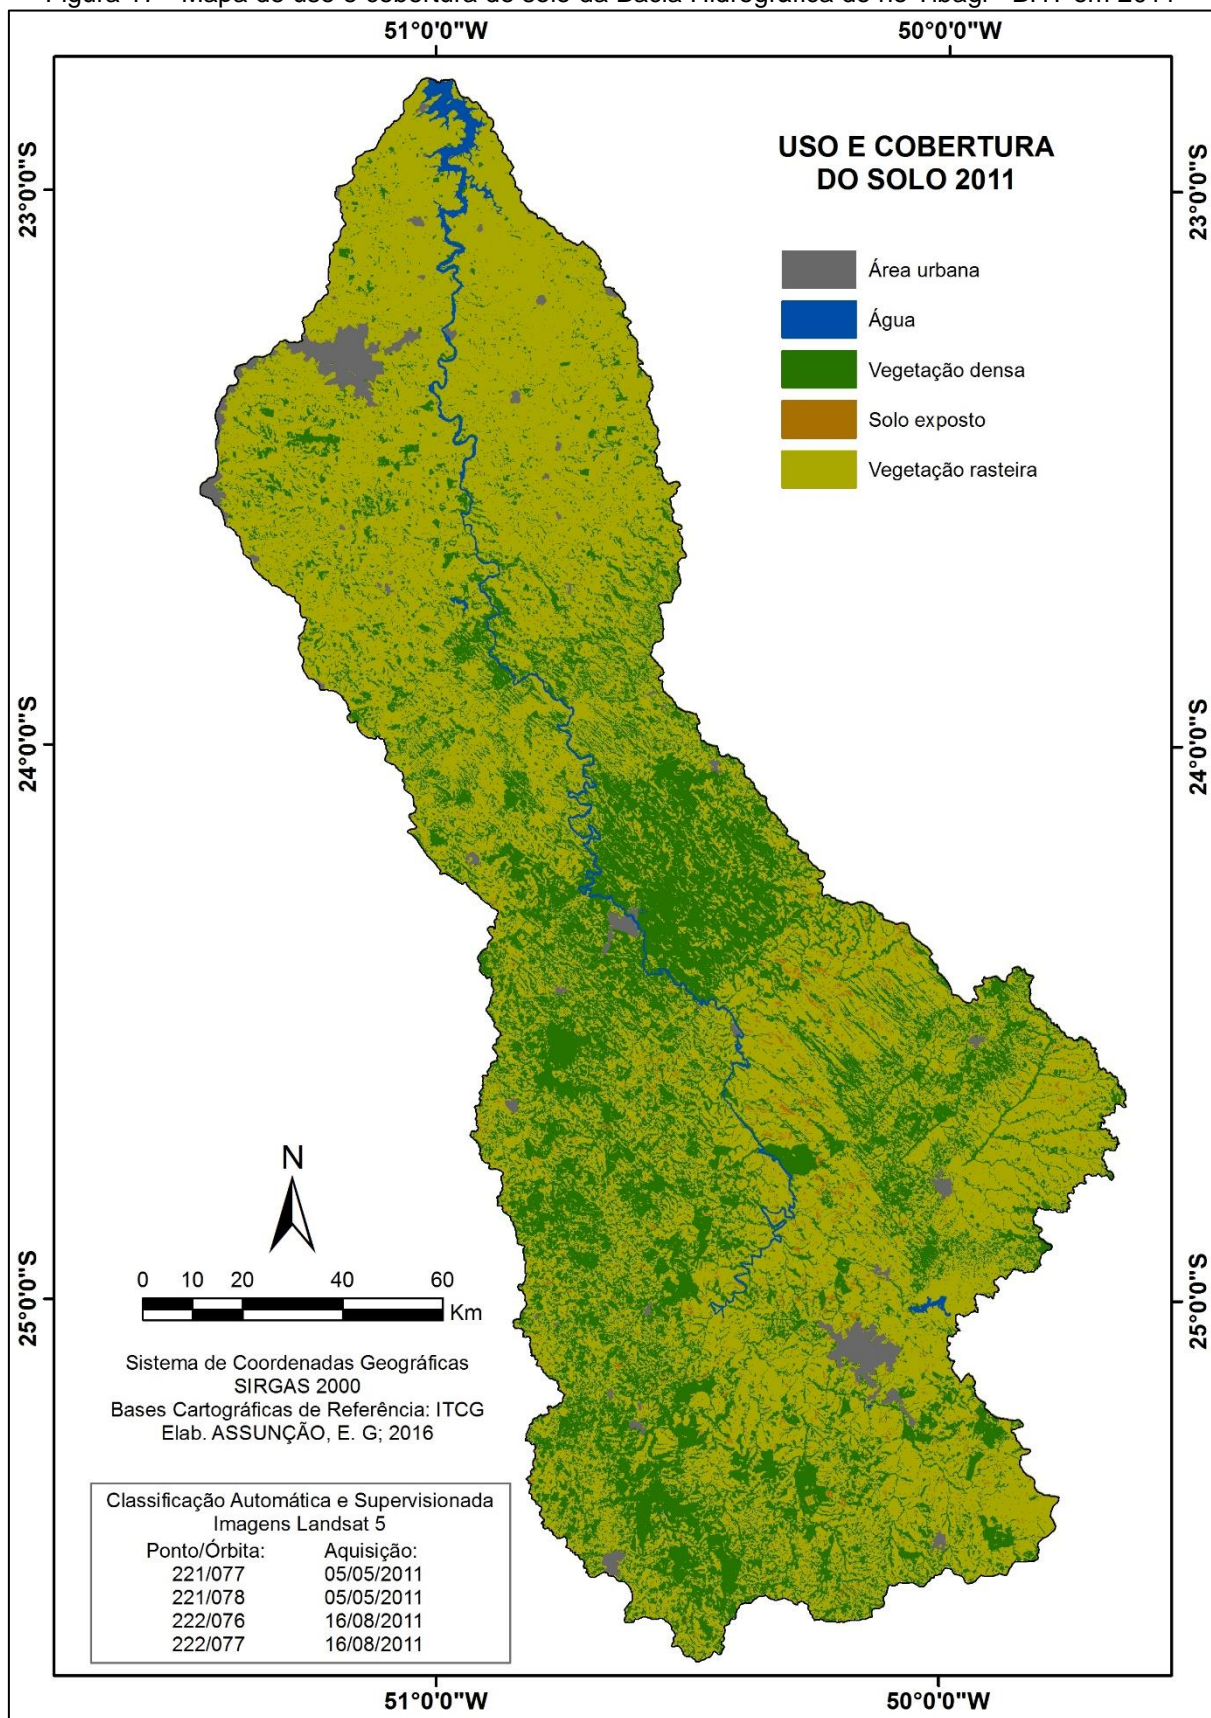 51°0'0"W 50°0'0"W
USO E COBERTURA
DO SOLO 2011
23°0'0"S 23°0'0"S
Área urbana
Água
Vegetação densa
Solo exposto
Vegetação rasteira
24°0'0"S 24°0'0"S
N
0 10 20 40 60
Km
25°0'0"S 25°0'0"S
Sistema de Coordenadas Geográficas
SIRGAS 2000
Bases Cartográficas de Referência: ITCG
Elab. ASSUNÇÃO, E. G; 2016
Classificação Automática e Supervisionada
Imagens Landsat 5
Ponto/Órbita: Aquisição:
221/077 05/05/2011
221/078 05/05/2011
222/076 16/08/2011
222/077 16/08/2011
51°0'0"W 50°0'0"W